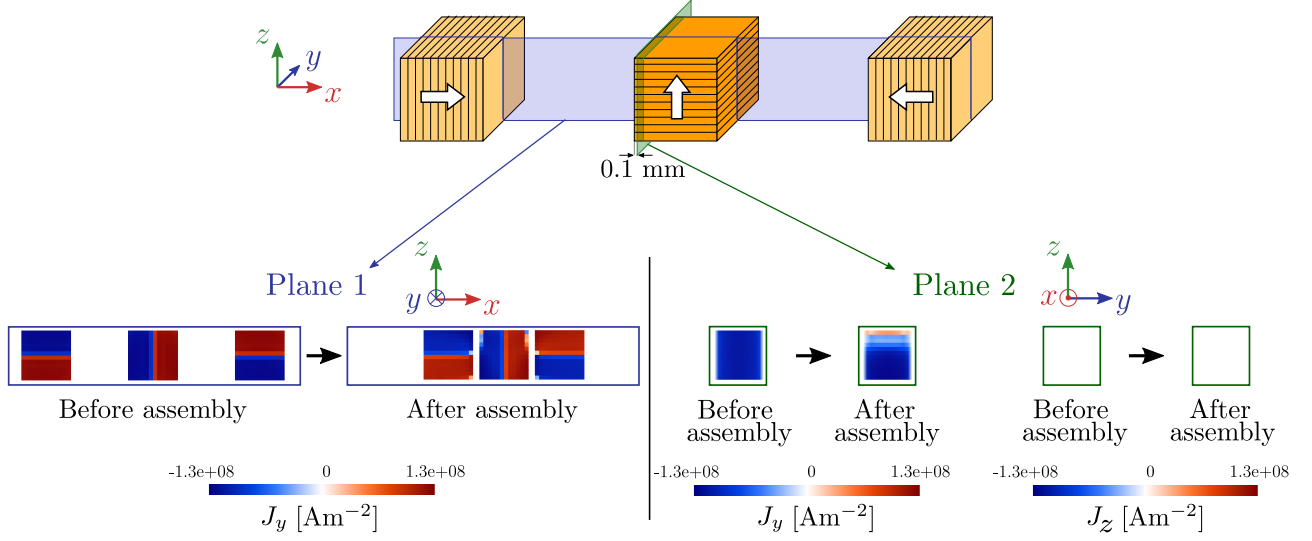 z
y
x
0.1 mm
Plane 1
z
y
x
Plane 2
z
x
y
Before assembly
After assembly
Before
assembly
After
assembly
Before
assembly
After
assembly
-1.3e+08 0 1.3e+08
J_y [Am⁻²]
-1.3e+08 0 1.3e+08
J_y [Am⁻²]
-1.3e+08 0 1.3e+08
J_z [Am⁻²]